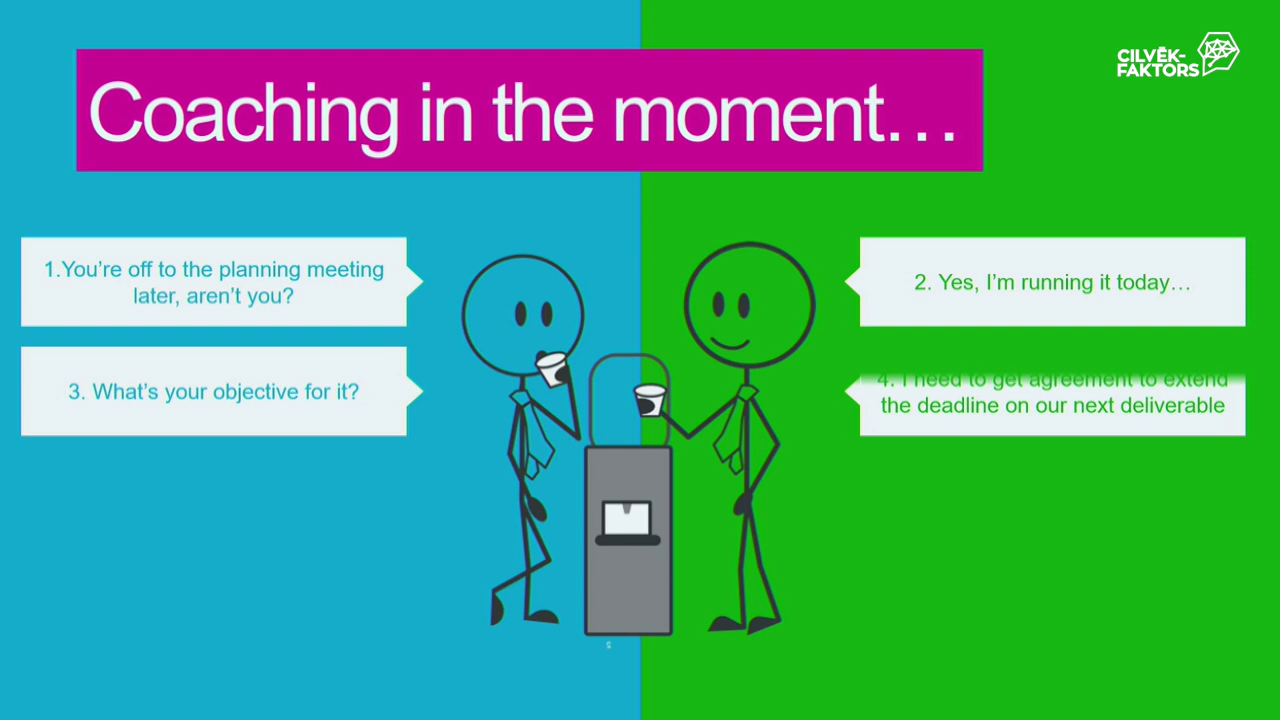 CILVĒK-
FAKTORS
Coaching in the moment…
1.You’re off to the planning meeting
later, aren’t you?
2. Yes, I’m running it today…
3. What’s your objective for it?
4. I need to get agreement to extend
the deadline on our next deliverable